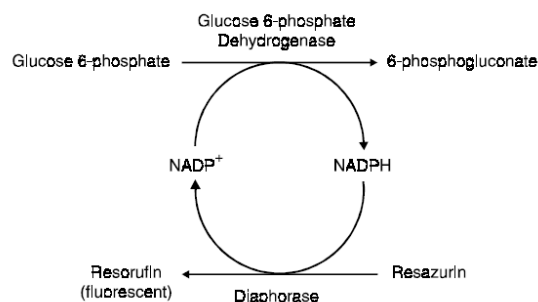 Glucose 6-phosphate
Dehydrogenase
Glucose 6-phosphate
6-phosphogluconate
NADP+
NADPH
Resorufin
(fluorescent)
Resazurin
Diaphorase